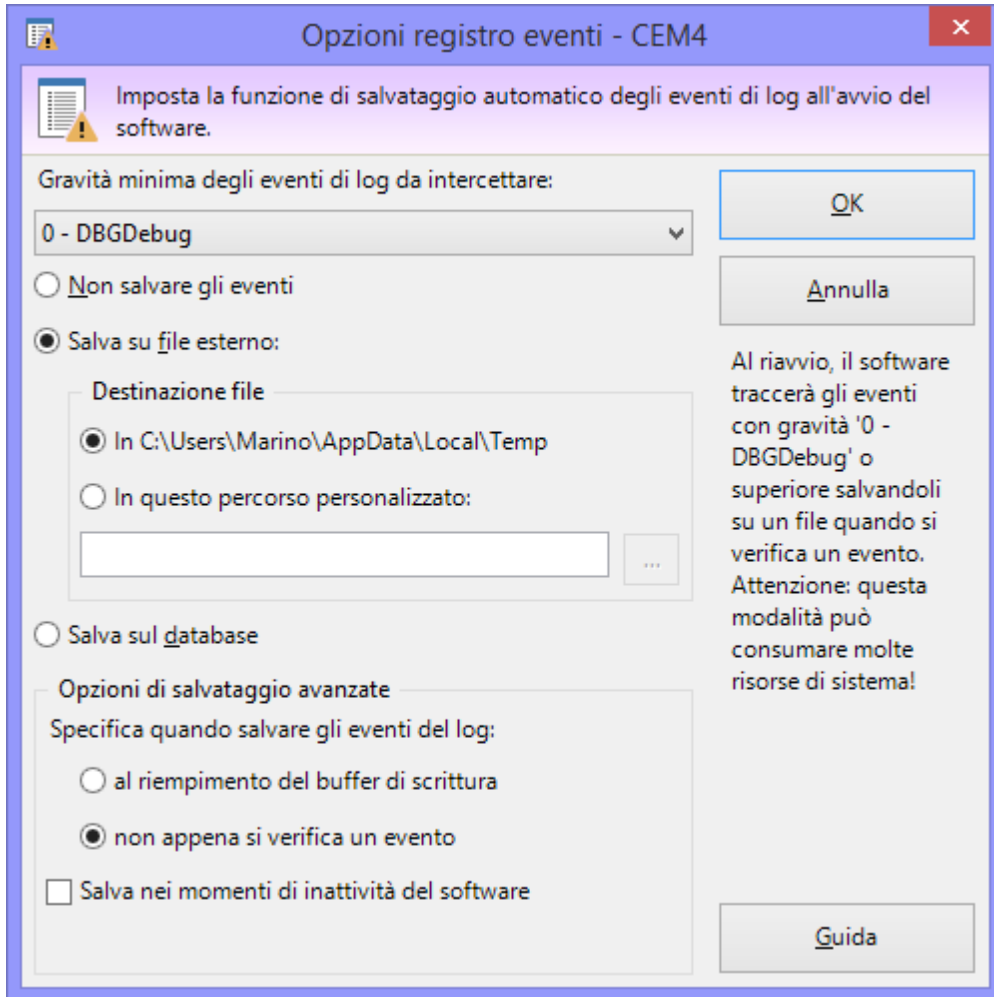 Opzioni registro eventi - CEM4
Imposta la funzione di salvataggio automatico degli eventi di log all'avvio del
software.
Gravità minima degli eventi di log da intercettare:
0 - DBGDebug
Non salvare gli eventi
Salva su file esterno:
Destinazione file
In C:\Users\Marino\AppData\Local\Temp
In questo percorso personalizzato:
...
Salva sul database
Opzioni di salvataggio avanzate
Specifica quando salvare gli eventi del log:
al riempimento del buffer di scrittura
non appena si verifica un evento
Salva nei momenti di inattività del software
OK
Annulla
Al riavvio, il software
traccerà gli eventi
con gravità '0 -
DBGDebug' o
superiore salvandoli
su un file quando si
verifica un evento.
Attenzione: questa
modalità può
consumare molte
risorse di sistema!
Guida